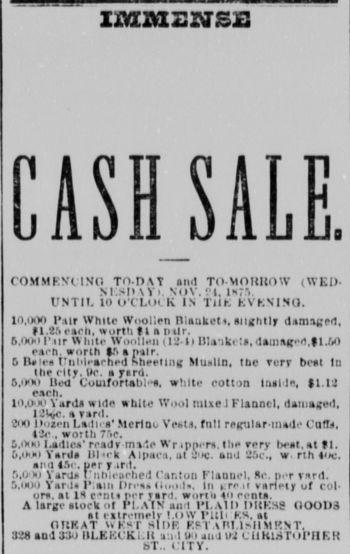 IMMENSE
CASH SALE.
COMMENCING TO-DAY and TO-MORROW (WED-
NESDAY), NOV. 24, 1875.
UNTIL 10 O'CLOCK IN THE EVENING.
10,000 Pair White Woollen Blankets, slightly damaged,
$1.25 each, worth $4 a pair.
5,000 Pair White Woollen (12-4) Blankets, damaged, $1.50
each, worth $5 a pair.
5 Bales Unbleached Sheeting Muslin, the very best in
the city, 9c. a yard.
5,000 Bed Comfortables, white cotton inside, $1.12
each.
10,000 Yards wide white Wool mixed Flannel, damaged,
12½c. a yard.
200 Dozen Ladies' Merino Vests, full regular-made Cuffs,
42c., worth 75c.
5,000 Ladies' ready-made Wrappers, the very best, at $1.
5,000 Yards Black Alpaca, at 20c. and 25c., worth 40c.
and 45c. per yard.
5,000 Yards Unbleached Canton Flannel, 8c. per yard.
5,000 Yards Plain Dress Goods, in great variety of col-
ors, at 18 cents per yard, worth 40 cents.
A large stock of PLAIN and PLAID DRESS GOODS
at extremely LOW PRICES, at
GREAT WEST SIDE ESTABLISHMENT,
328 and 330 BLEECKER and 90 and 92 CHRISTOPHER
ST., CITY.